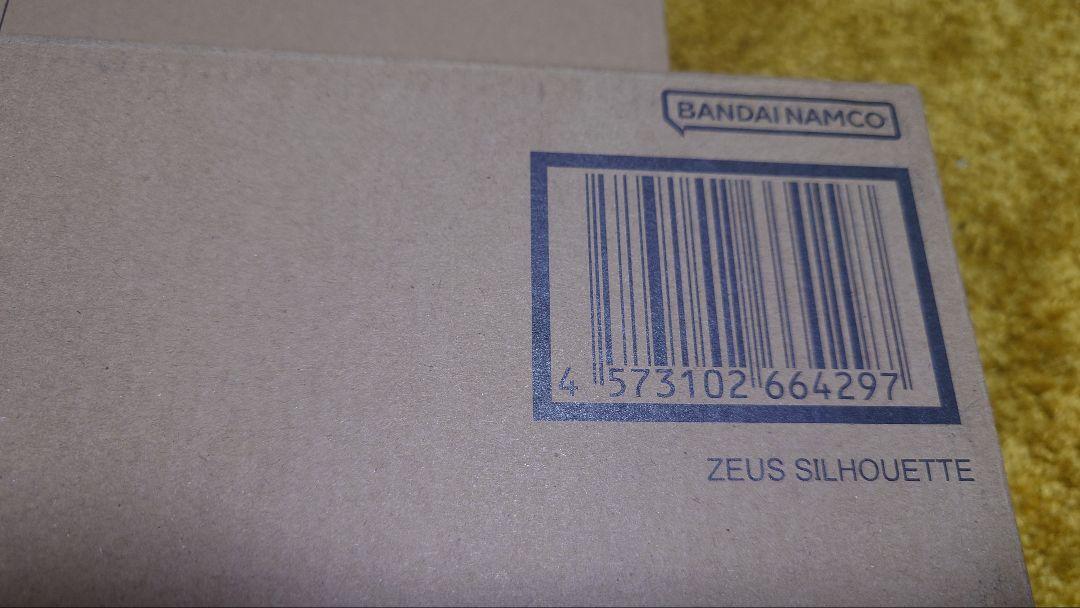 BANDAI NAMCO
4 573102 664297
ZEUS SILHOUETTE